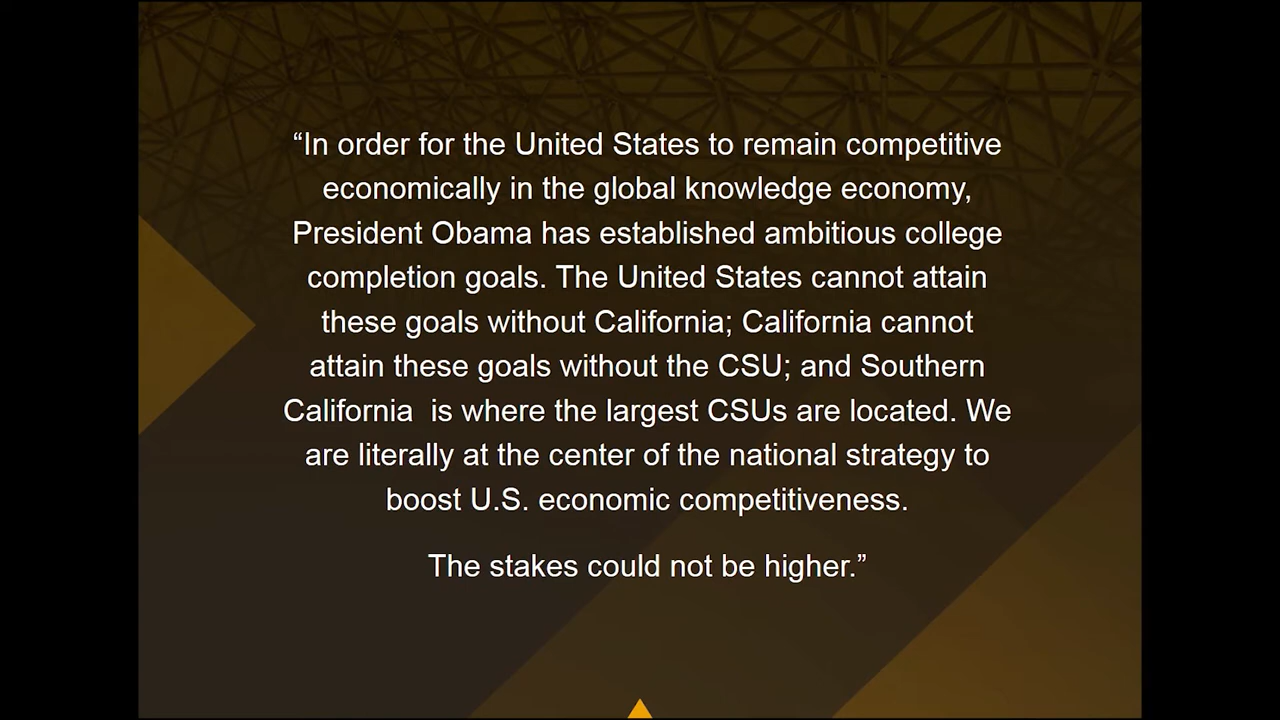 “In order for the United States to remain competitive
economically in the global knowledge economy,
President Obama has established ambitious college
completion goals. The United States cannot attain
these goals without California; California cannot
attain these goals without the CSU; and Southern
California  is where the largest CSUs are located. We
are literally at the center of the national strategy to
boost U.S. economic competitiveness.
The stakes could not be higher.”